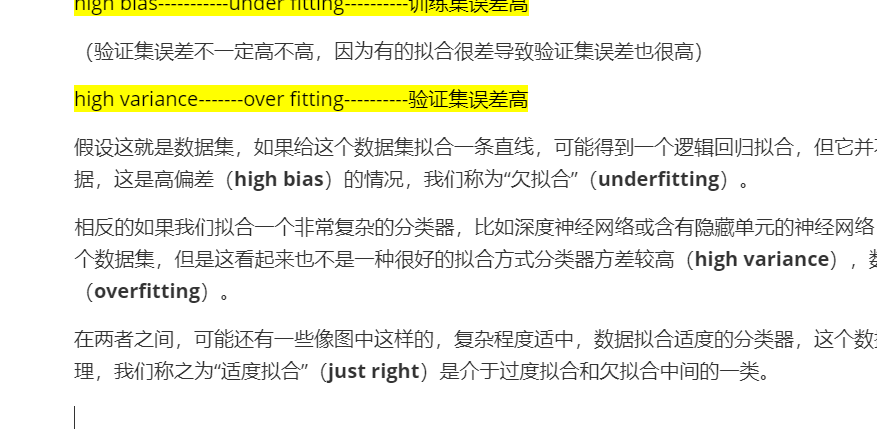 high bias-----------under fitting----------训练集误差高
（验证集误差不一定高不高，因为有的拟合很差导致验证集误差也很高）
high variance-------over fitting----------验证集误差高
假设这就是数据集，如果给这个数据集拟合一条直线，可能得到一个逻辑回归拟合，但它并
据，这是高偏差（high bias）的情况，我们称为“欠拟合”（underfitting）。
相反的如果我们拟合一个非常复杂的分类器，比如深度神经网络或含有隐藏单元的神经网络
个数据集，但是这看起来也不是一种很好的拟合方式分类器方差较高（high variance），
（overfitting）。
在两者之间，可能还有一些像图中这样的，复杂程度适中，数据拟合适度的分类器，这个数
理，我们称之为“适度拟合”（just right）是介于过度拟合和欠拟合中间的一类。